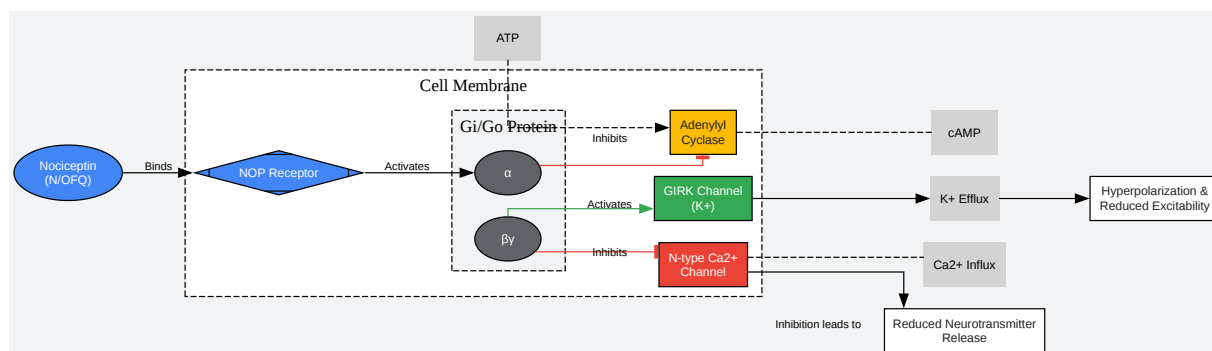 ATP
Cell Membrane
Gi/Go Protein
Adenylyl
Cyclase
Inhibits
cAMP
Nociceptin
(N/OFQ)
Binds
NOP Receptor
Activates
α
GIRK Channel
(K+)
Activates
K+ Efflux
Hyperpolarization &
Reduced Excitability
βγ
Inhibits
N-type Ca2+
Channel
Ca2+ Influx
Inhibition leads to
Reduced Neurotransmitter
Release